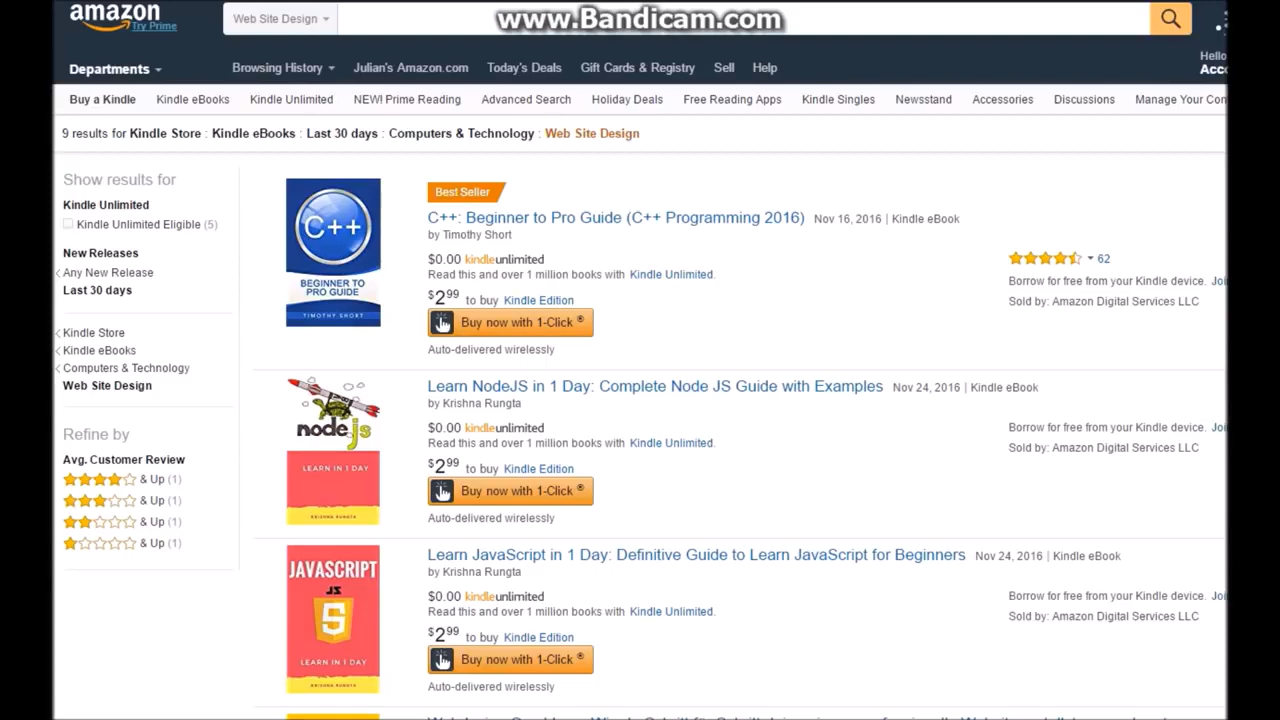 www.Bandicam.com
amazon
Try Prime
Web Site Design
Hello
Departments
Browsing History
Julian's Amazon.com
Today's Deals
Gift Cards & Registry
Sell
Help
Buy a Kindle
Kindle eBooks
Kindle Unlimited
NEW! Prime Reading
Advanced Search
Holiday Deals
Free Reading Apps
Kindle Singles
Newsstand
Accessories
Discussions
Manage Your
9 results for Kindle Store : Kindle eBooks : Last 30 days : Computers & Technology : Web Site Design
Show results for
Kindle Unlimited
Kindle Unlimited Eligible (5)
New Releases
Any New Release
Last 30 days
Kindle Store
Kindle eBooks
Computers & Technology
Web Site Design
Refine by
Avg. Customer Review
& Up (1)
& Up (1)
& Up (1)
& Up (1)
C++
BEGINNER TO
PRO GUIDE
TIMOTHY SHORT
Best Seller
C++: Beginner to Pro Guide (C++ Programming 2016) Nov 16, 2016 | Kindle eBook
by Timothy Short
$0.00 kindleunlimited
Read this and over 1 million books with Kindle Unlimited.
$2.99 to buy Kindle Edition
Buy now with 1-Click ®
Auto-delivered wirelessly
62
Borrow for free from your Kindle device.
Sold by: Amazon Digital Services LLC
node.js
LEARN IN 1 DAY
KRISHNA RUNGTA
Learn NodeJS in 1 Day: Complete Node JS Guide with Examples Nov 24, 2016 | Kindle eBook
by Krishna Rungta
$0.00 kindleunlimited
Read this and over 1 million books with Kindle Unlimited.
$2.99 to buy Kindle Edition
Buy now with 1-Click ®
Auto-delivered wirelessly
Borrow for free from your Kindle device.
Sold by: Amazon Digital Services LLC
JAVASCRIPT
JS
5
LEARN IN 1 DAY
KRISHNA RUNGTA
Learn JavaScript in 1 Day: Definitive Guide to Learn JavaScript for Beginners Nov 24, 2016 | Kindle eBook
by Krishna Rungta
$0.00 kindleunlimited
Read this and over 1 million books with Kindle Unlimited.
$2.99 to buy Kindle Edition
Buy now with 1-Click ®
Auto-delivered wirelessly
Borrow for free from your Kindle device.
Sold by: Amazon Digital Services LLC